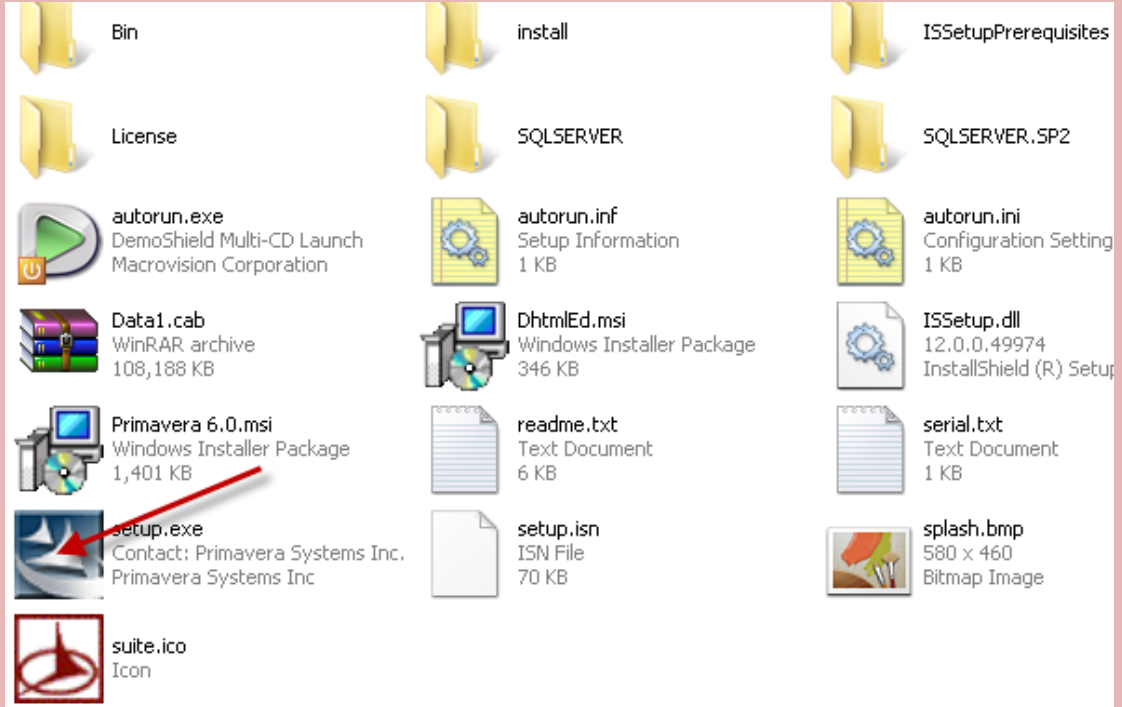 Bin
install
ISSetupPrerequisites
License
SQLSERVER
SQLSERVER.SP2
autorun.exe
DemoShield Multi-CD Launch
Macrovision Corporation
autorun.inf
Setup Information
1 KB
autorun.ini
Configuration Setting
1 KB
Data1.cab
WinRAR archive
108,188 KB
DhtmlEd.msi
Windows Installer Package
346 KB
ISSetup.dll
12.0.0.49974
InstallShield (R) Setup
Primavera 6.0.msi
Windows Installer Package
1,401 KB
readme.txt
Text Document
6 KB
serial.txt
Text Document
1 KB
setup.exe
Contact: Primavera Systems Inc.
Primavera Systems Inc
setup.isn
ISN File
70 KB
splash.bmp
580 x 460
Bitmap Image
suite.ico
Icon